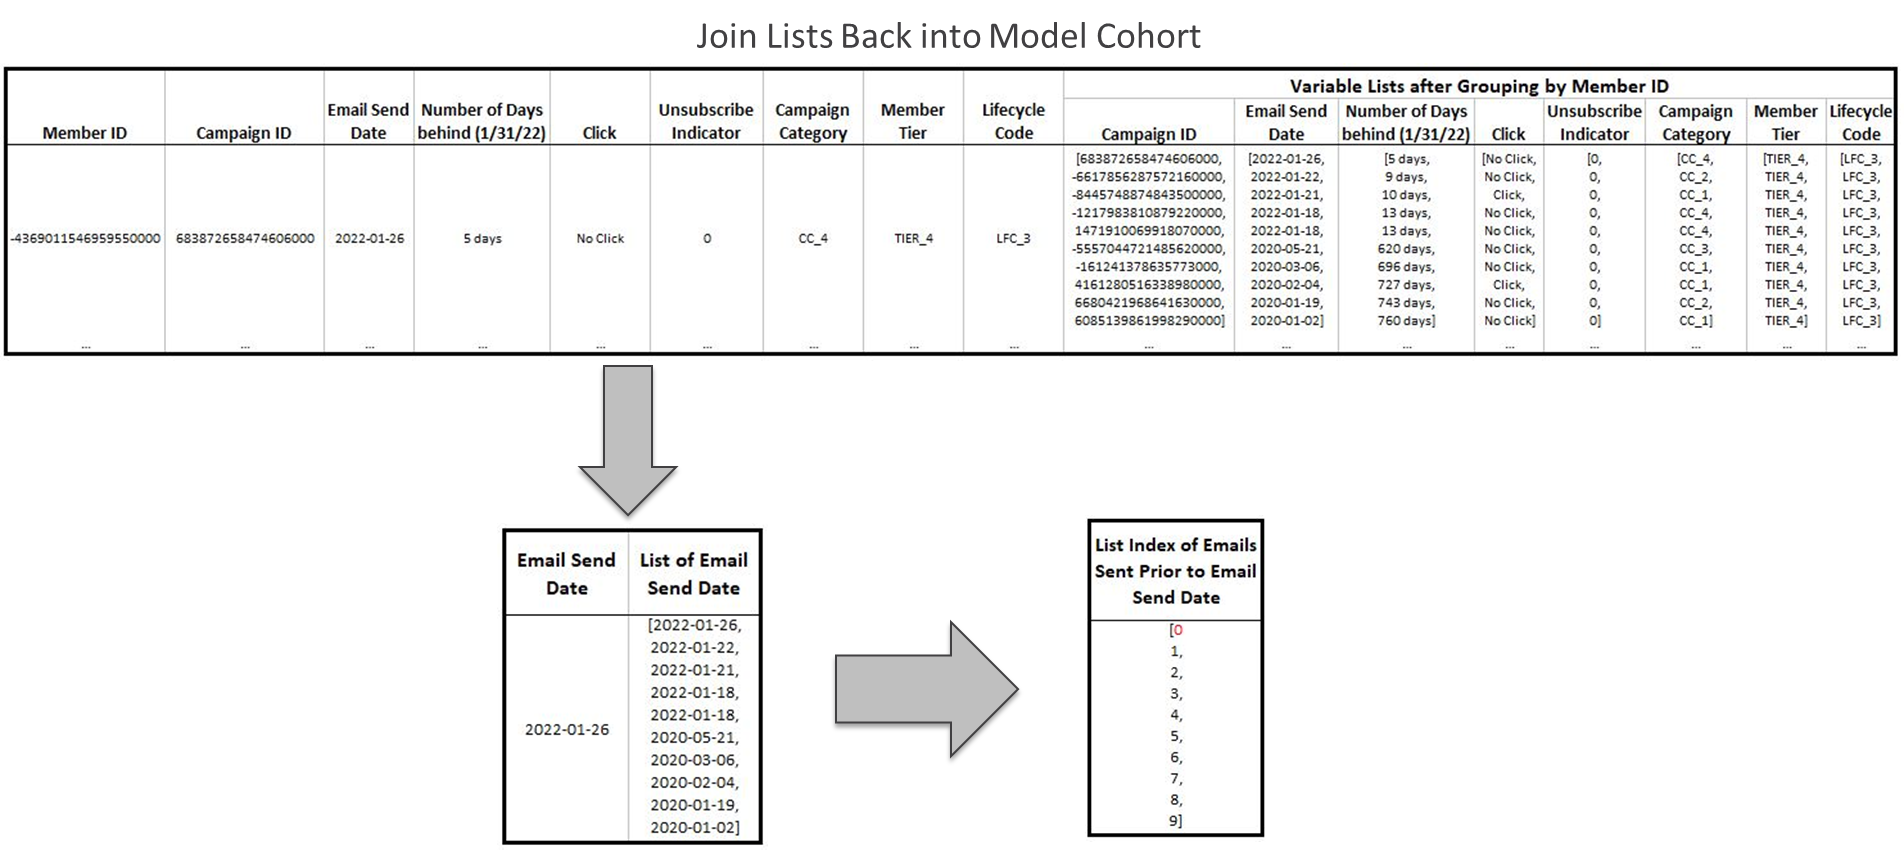 Join Lists Back into Model Cohort
Variable Lists after Grouping by Member ID
Member ID Campaign ID Email Send Date Number of Days behind (1/31/22) Click Unsubscribe Indicator Campaign Category Member Tier Lifecycle Code Campaign ID Email Send Date Number of Days behind (1/31/22) Click Unsubscribe Indicator Campaign Category Member Tier Lifecycle Code
-4369011546959550000 683872658474606000 2022-01-26 5 days No Click 0 CC_4 TIER_4 LFC_3
[683872658474606000, [2022-01-26, [5 days, [No Click, [0, [CC_4, [TIER_4, [LFC_3,
-6617856287572160000, 2022-01-22, 9 days, No Click, 0, CC_2, TIER_4, LFC_3,
-8445748874843500000, 2022-01-21, 10 days, Click, 0, CC_1, TIER_4, LFC_3,
-1217983810879220000, 2022-01-18, 13 days, No Click, 0, CC_4, TIER_4, LFC_3,
1471910069918070000, 2022-01-18, 13 days, No Click, 0, CC_4, TIER_4, LFC_3,
-5557044721485620000, 2020-05-21, 620 days, No Click, 0, CC_3, TIER_4, LFC_3,
-161241378635773000, 2020-03-06, 696 days, No Click, 0, CC_1, TIER_4, LFC_3,
4161280516338980000, 2020-02-04, 727 days, Click, 0, CC_1, TIER_4, LFC_3,
6680421968641630000, 2020-01-19, 743 days, No Click, 0, CC_2, TIER_4, LFC_3,
6085139861998290000] 2020-01-02] 760 days] No Click] 0] CC_1] TIER_4] LFC_3]
... ... ... ... ... ... ... ... ... ... ... ... ... ... ... ... ...
Email Send
Date
List of Email
Send Date
2022-01-26
[2022-01-26,
2022-01-22,
2022-01-21,
2022-01-18,
2022-01-18,
2020-05-21,
2020-03-06,
2020-02-04,
2020-01-19,
2020-01-02]
List Index of Emails
Sent Prior to Email
Send Date
[0
1,
2,
3,
4,
5,
6,
7,
8,
9]